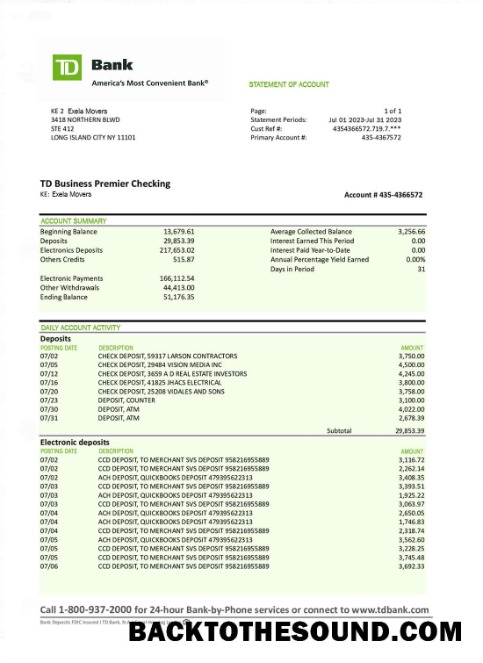 TD Bank
America's Most Convenient Bank®
STATEMENT OF ACCOUNT
KE 2 Exela Movers
3418 NORTHERN BLWD
STE 412
LONG ISLAND CITY NY 11101
Page: 1 of 1
Statement Periods: Jul 01 2023-Jul 31 2023
Cust Ref #: 4354366572.719.7.***
Primary Account #: 435-4367572
TD Business Premier Checking
KE: Exela Movers
Account # 435-4366572
ACCOUNT SUMMARY
Beginning Balance 13,679.61 Average Collected Balance 3,256.66
Deposits 29,853.39 Interest Earned This Period 0.00
Electronics Deposits 217,653.02 Interest Paid Year-to-Date 0.00
Others Credits 515.87 Annual Percentage Yield Earned 0.00%
Days in Period 31
Electronic Payments 166,112.54
Other Withdrawals 44,413.00
Ending Balance 51,176.35
DAILY ACCOUNT ACTIVITY
Deposits
POSTING DATE DESCRIPTION AMOUNT
07/02 CHECK DEPOSIT, 59317 LARSON CONTRACTORS 3,750.00
07/05 CHECK DEPOSIT, 29484 VISION MEDIA INC 4,500.00
07/12 CHECK DEPOSIT, 3659 A D REAL ESTATE INVESTORS 4,245.00
07/16 CHECK DEPOSIT, 41825 JHACS ELECTRICAL 3,800.00
07/20 CHECK DEPOSIT, 25208 VIDALES AND SONS 3,758.00
07/23 DEPOSIT, COUNTER 3,100.00
07/30 DEPOSIT, ATM 4,022.00
07/31 DEPOSIT, ATM 2,678.39
Subtotal 29,853.39
Electronic deposits
POSTING DATE DESCRIPTION AMOUNT
07/02 CCD DEPOSIT, TO MERCHANT SVS DEPOSIT 958216955889 3,116.72
07/02 CCD DEPOSIT, TO MERCHANT SVS DEPOSIT 958216955889 2,262.14
07/02 ACH DEPOSIT, QUICKBOOKS DEPOSIT 479395622313 3,408.35
07/03 CCD DEPOSIT, TO MERCHANT SVS DEPOSIT 958216955889 3,393.51
07/03 ACH DEPOSIT, QUICKBOOKS DEPOSIT 479395622313 1,925.22
07/03 CCD DEPOSIT, TO MERCHANT SVS DEPOSIT 958216955889 3,063.97
07/04 ACH DEPOSIT, QUICKBOOKS DEPOSIT 479395622313 2,650.05
07/04 ACH DEPOSIT, QUICKBOOKS DEPOSIT 479395622313 1,746.83
07/04 CCD DEPOSIT, TO MERCHANT SVS DEPOSIT 958216955889 2,318.74
07/05 ACH DEPOSIT, QUICKBOOKS DEPOSIT 479395622313 3,562.60
07/05 CCD DEPOSIT, TO MERCHANT SVS DEPOSIT 958216955889 3,228.25
07/05 CCD DEPOSIT, TO MERCHANT SVS DEPOSIT 958216955889 3,745.48
07/06 CCD DEPOSIT, TO MERCHANT SVS DEPOSIT 958216955889 3,692.33
Call 1-800-937-2000 for 24-hour Bank-by-Phone services or connect to www.tdbank.com
Bank Deposits FDIC Insured | TD Bank, N.A.
BACKTOTHESOUND.COM